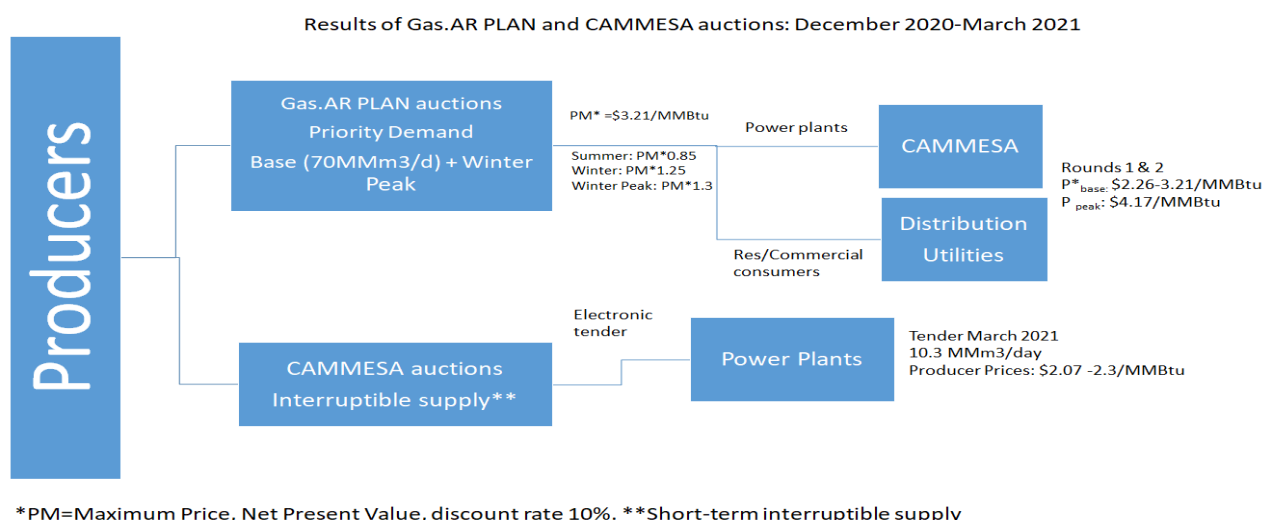 Results of Gas.AR PLAN and CAMMESA auctions: December 2020-March 2021
Producers
Gas.AR PLAN auctions
Priority Demand
Base (70MMm3/d) + Winter
Peak
PM* =$3.21/MMBtu
Summer: PM*0.85
Winter: PM*1.25
Winter Peak: PM*1.3
Power plants
CAMMESA
Rounds 1 & 2
P*base: $2.26-3.21/MMBtu
P peak: $4.17/MMBtu
Distribution
Utilities
Res/Commercial
consumers
Electronic
tender
CAMMESA auctions
Interruptible supply**
Power Plants
Tender March 2021
10.3 MMm3/day
Producer Prices: $2.07 -2.3/MMBtu
*PM=Maximum Price. Net Present Value. discount rate 10%. **Short-term interruptible supply